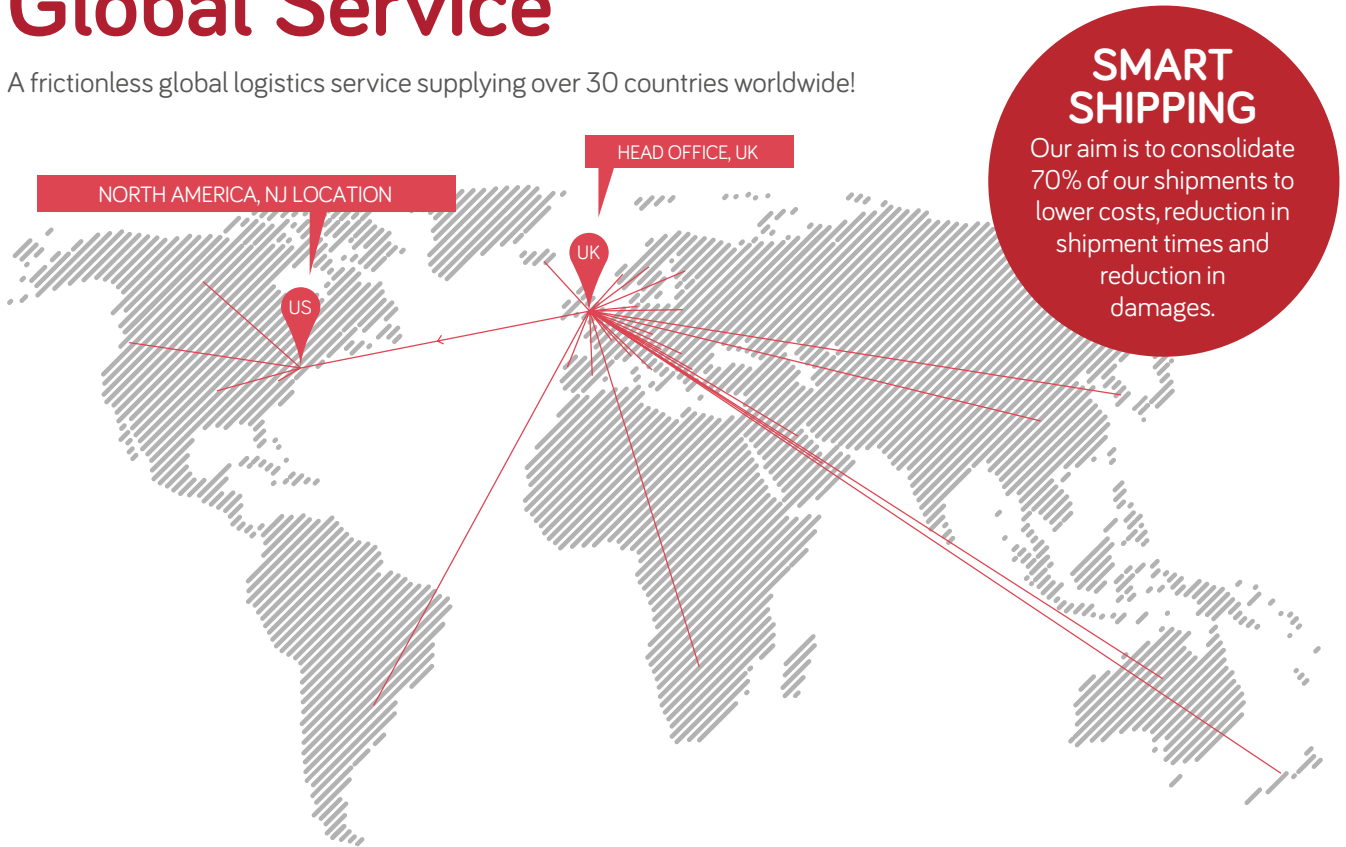 Global Service
A frictionless global logistics service supplying over 30 countries worldwide!
SMART
SHIPPING
Our aim is to consolidate
70% of our shipments to
lower costs, reduction in
shipment times and
reduction in
damages.
HEAD OFFICE, UK
NORTH AMERICA, NJ LOCATION
UK
US